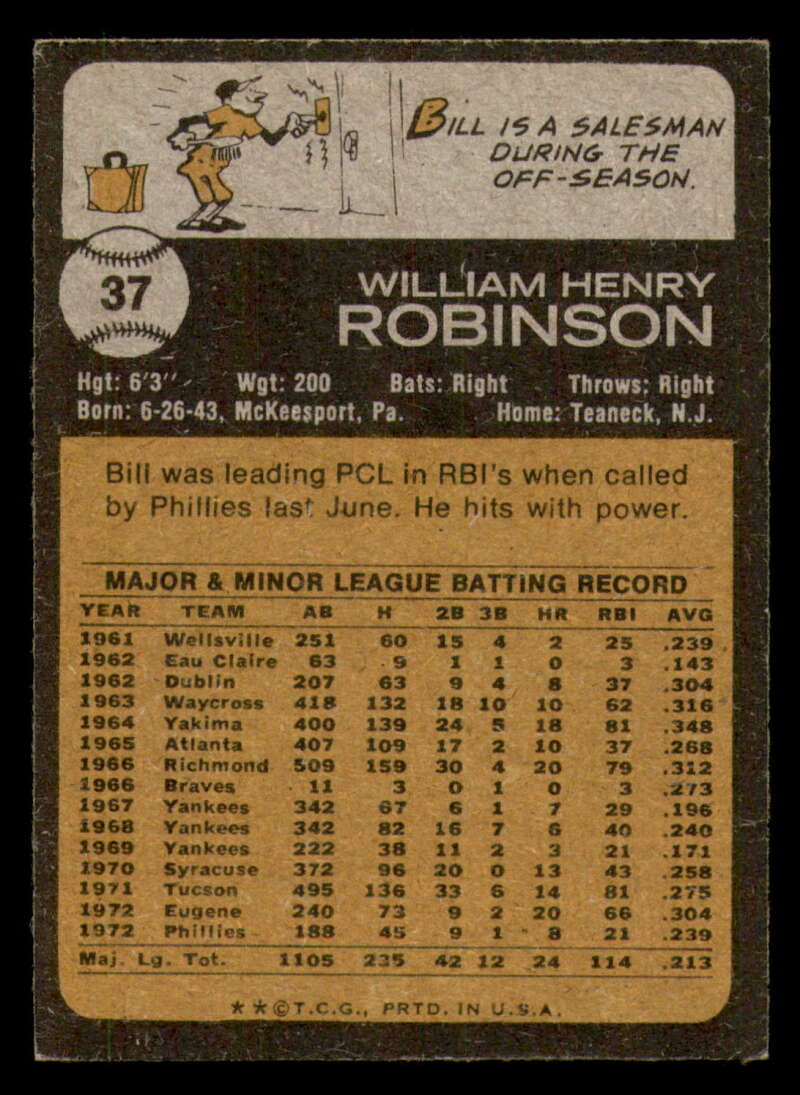 BILL IS A SALESMAN
DURING THE
OFF-SEASON.
37
WILLIAM HENRY
ROBINSON
Hgt: 6'3" Wgt: 200 Bats: Right Throws: Right
Born: 6-26-43, McKeesport, Pa. Home: Teaneck, N.J.
Bill was leading PCL in RBI's when called
by Phillies last June. He hits with power.
MAJOR & MINOR LEAGUE BATTING RECORD
YEAR TEAM AB H 2B 3B HR RBI AVG
1961 Wellsville 251 60 15 4 2 25 .239
1962 Eau Claire 63 9 1 1 0 3 .143
1962 Dublin 207 63 9 4 8 37 .304
1963 Waycross 418 132 18 10 10 62 .316
1964 Yakima 400 139 24 5 18 81 .348
1965 Atlanta 407 109 17 2 10 37 .268
1966 Richmond 509 159 30 4 20 79 .312
1966 Braves 11 3 0 1 0 3 .273
1967 Yankees 342 67 6 1 7 29 .196
1968 Yankees 342 82 16 7 6 40 .240
1969 Yankees 222 38 11 2 3 21 .171
1970 Syracuse 372 96 20 0 13 43 .258
1971 Tucson 495 136 33 6 14 81 .275
1972 Eugene 240 73 9 2 20 66 .304
1972 Phillies 188 45 9 1 8 21 .239
Maj. Lg. Tot. 1105 235 42 12 24 114 .213
* *©T.C.G., PRTD. IN U.S.A.